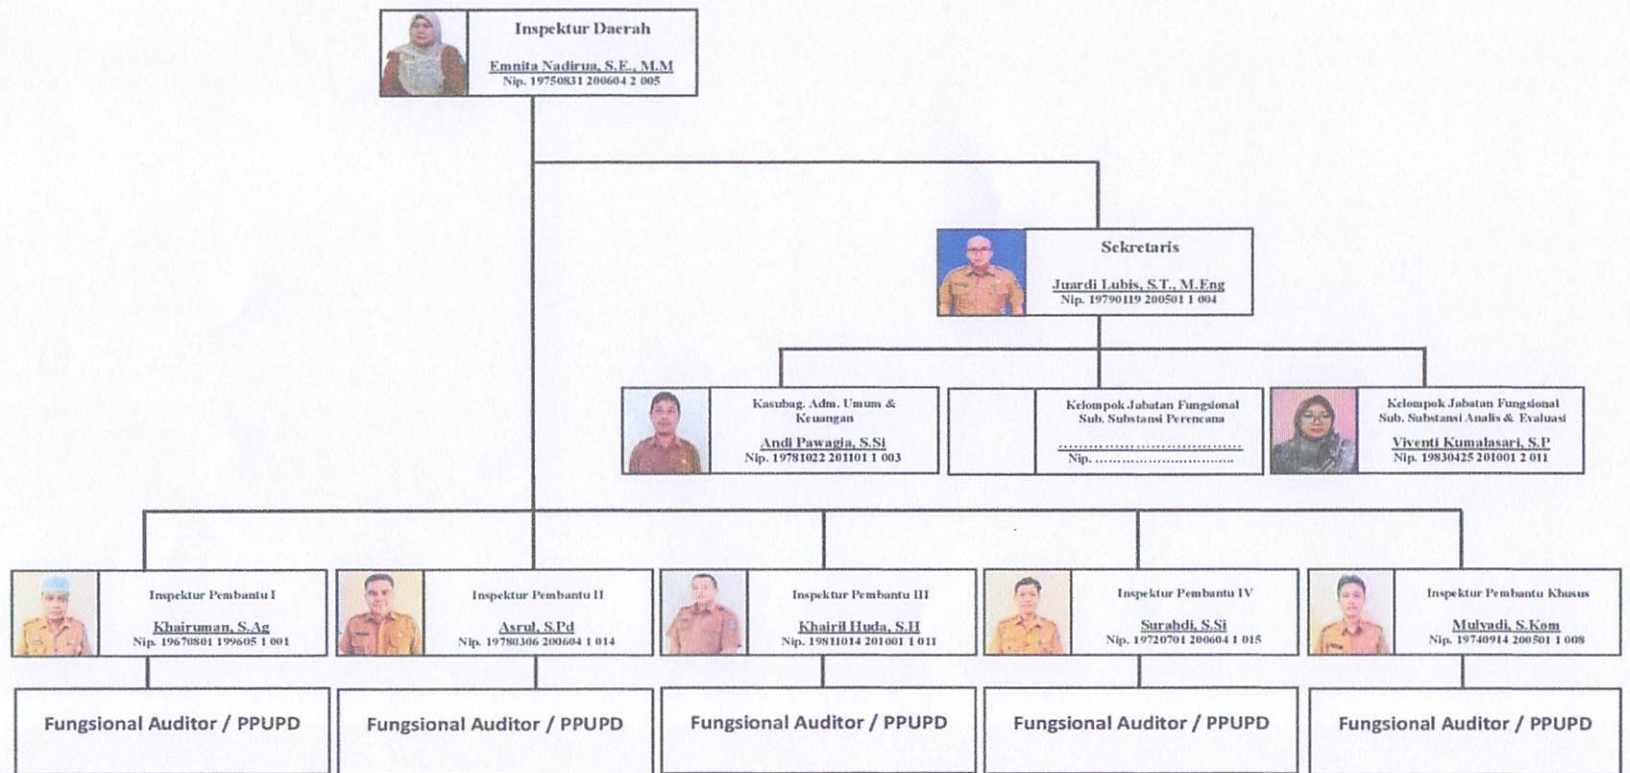 Inspektur Daerah
Emnita Nadirua, S.E., M.M
Nip. 19750831 200604 2 005
Sekretaris
Juardi Lubis, S.T., M.Eng
Nip. 19790119 200501 1 004
Kasubag. Adm. Umum &
Keuangan
Andi Pawagia, S.Si
Nip. 19781022 201101 1 003
Kelompok Jabatan Fungsional
Sub. Substansi Perencana
........................................
Nip. ..............................
Kelompok Jabatan Fungsional
Sub. Substansi Analis & Evaluasi
Viventi Kumalasari, S.P
Nip. 19830425 201001 2 011
Inspektur Pembantu I
Khairuman, S.Ag
Nip. 19670801 199605 1 001
Inspektur Pembantu II
Asrul, S.Pd
Nip. 19780306 200604 1 014
Inspektur Pembantu III
Khairil Huda, S.H
Nip. 19811014 201001 1 011
Inspektur Pembantu IV
Surahdi, S.Si
Nip. 19720701 200604 1 015
Inspektur Pembantu Khusus
Mulyadi, S.Kom
Nip. 19740914 200501 1 008
Fungsional Auditor / PPUPD
Fungsional Auditor / PPUPD
Fungsional Auditor / PPUPD
Fungsional Auditor / PPUPD
Fungsional Auditor / PPUPD